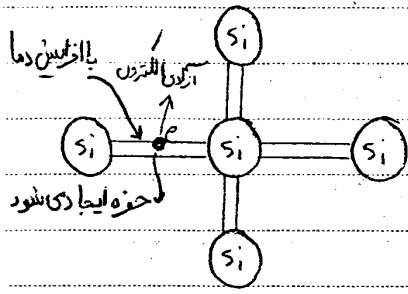 Si
با افزایش دما
آزادی الکترون
Si
e
Si
Si
حفره ایجاد می شود
Si